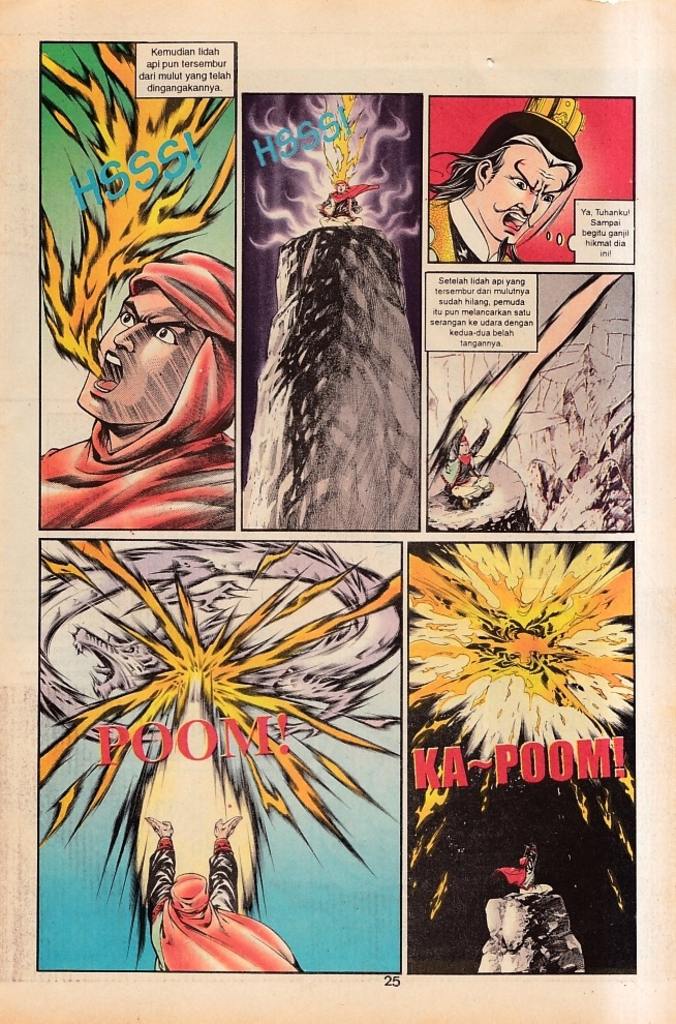 Kemudian lidah
api pun tersembur
dari mulut yang telah
dingangakannya.
HSSS!
HSSS!
Ya, Tuhanku!
Sampai
begitu ganjil
hikmat dia
ini!
Setelah lidah api yang
tersembur dari mulutnya
sudah hilang, pemuda
itu pun melancarkan satu
serangan ke udara dengan
kedua-dua belah
tangannya.
POOM!
KA~POOM!
25